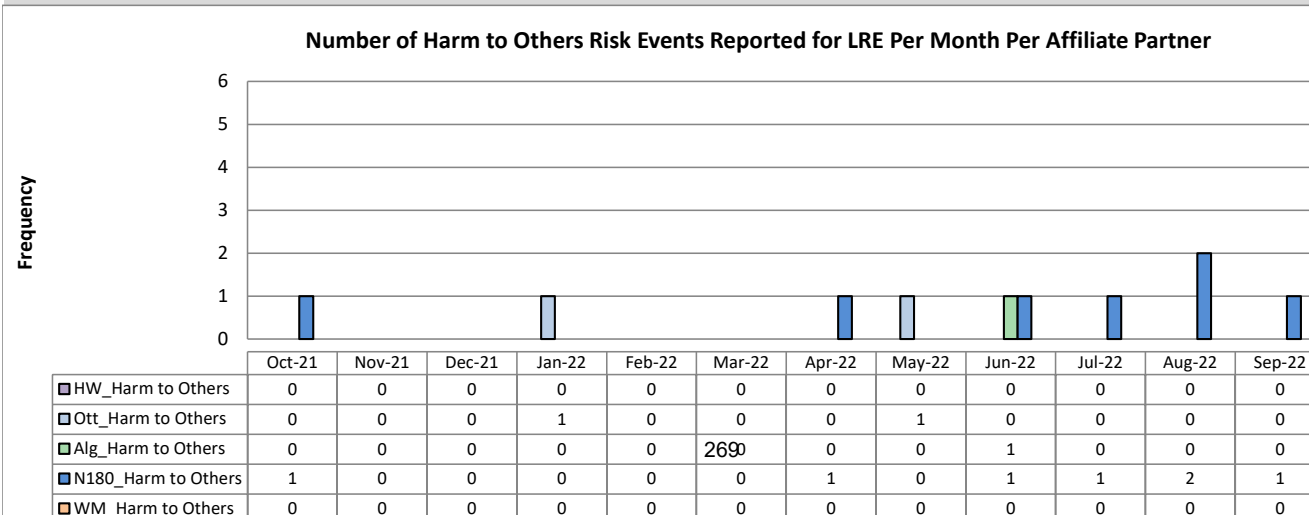 Number of Harm to Others Risk Events Reported for LRE Per Month Per Affiliate Partner
Frequency
6
5
4
3
2
1
0
Oct-21 Nov-21 Dec-21 Jan-22 Feb-22 Mar-22 Apr-22 May-22 Jun-22 Jul-22 Aug-22 Sep-22
HW_Harm to Others 0 0 0 0 0 0 0 0 0 0 0 0
Ott_Harm to Others 0 0 0 1 0 0 0 1 0 0 0 0
Alg_Harm to Others 0 0 0 0 0 2690 0 0 1 0 0 0
N180_Harm to Others 1 0 0 0 0 0 1 0 1 1 2 1
WM_Harm to Others 0 0 0 0 0 0 0 0 0 0 0 0